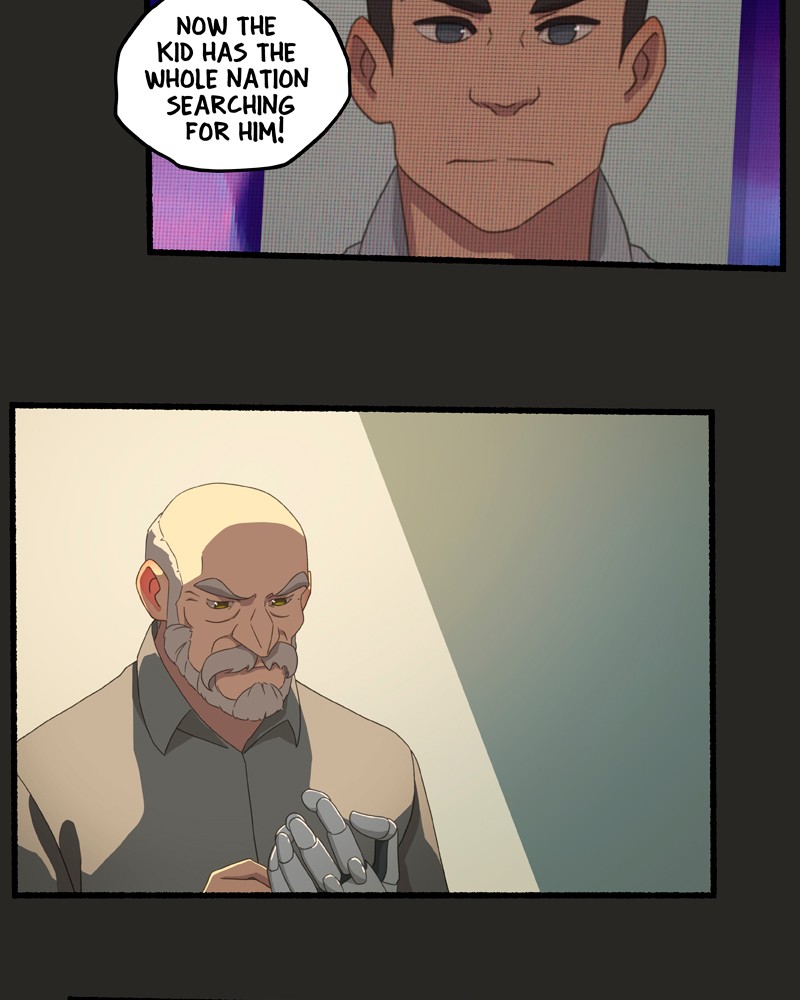 NOW THE
KID HAS THE
WHOLE NATION
SEARCHING
FOR HIM!